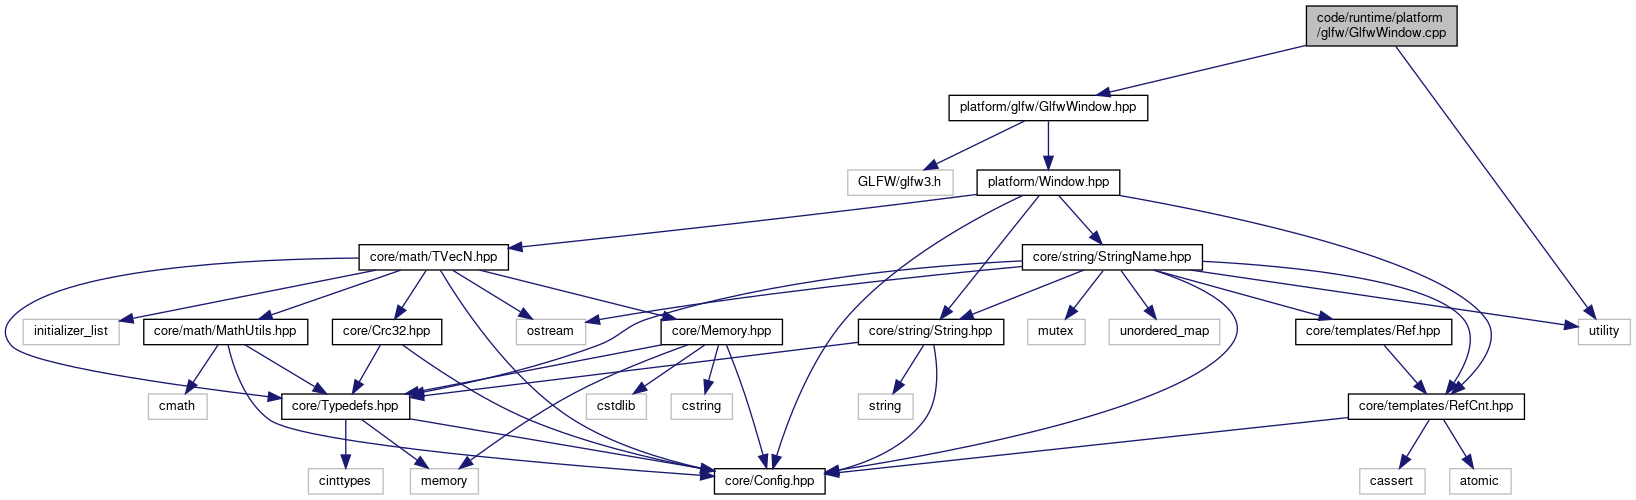 code/runtime/platform
/glfw/GlfwWindow.cpp
platform/glfw/GlfwWindow.hpp
GLFW/glfw3.h
platform/Window.hpp
core/math/TVecN.hpp
core/string/StringName.hpp
initializer_list
core/math/MathUtils.hpp
core/Crc32.hpp
ostream
core/Memory.hpp
core/string/String.hpp
mutex
unordered_map
core/templates/Ref.hpp
utility
cmath
core/Typedefs.hpp
cstdlib
cstring
string
core/templates/RefCnt.hpp
cinttypes
memory
core/Config.hpp
cassert
atomic